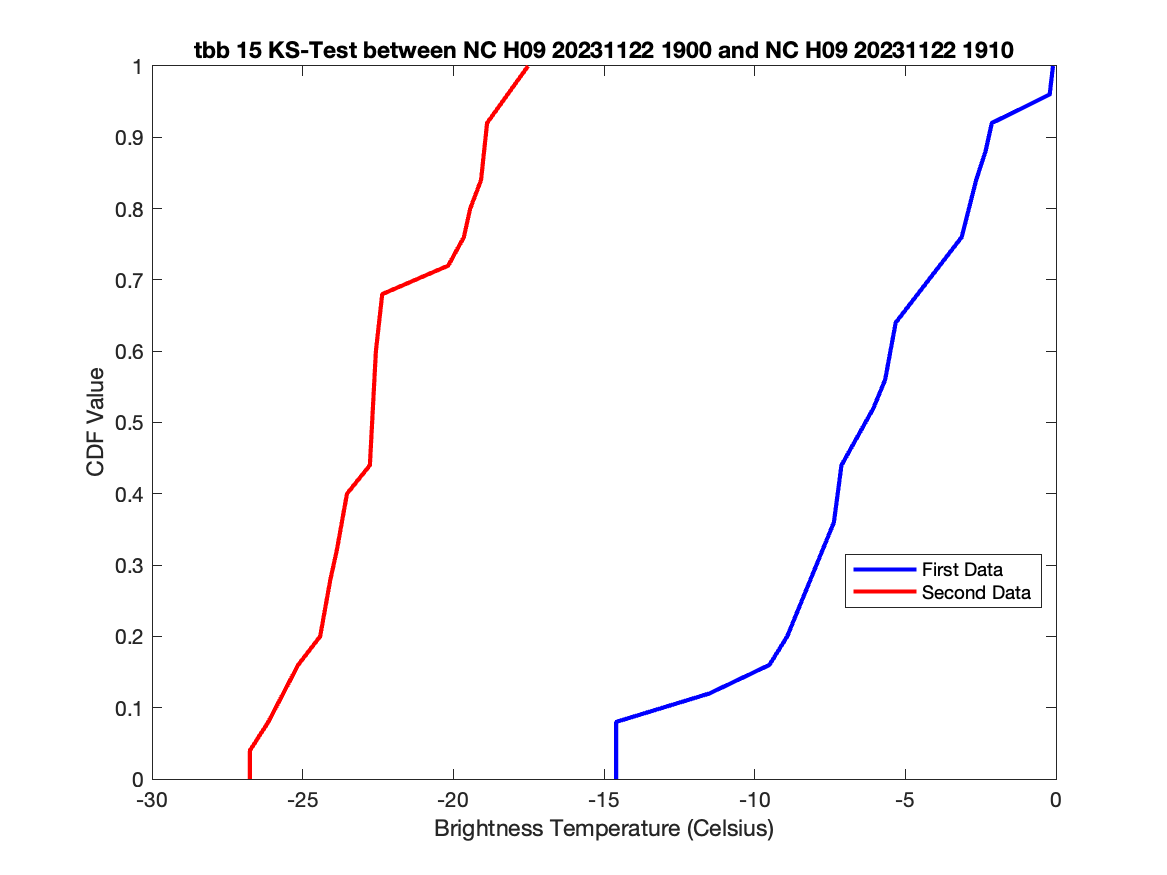 tbb 15 KS-Test between NC H09 20231122 1900 and NC H09 20231122 1910
1
0.9
0.8
0.7
0.6
0.5
0.4
0.3
0.2
0.1
0
CDF Value
First Data
Second Data
-30 -25 -20 -15 -10 -5 0
Brightness Temperature (Celsius)